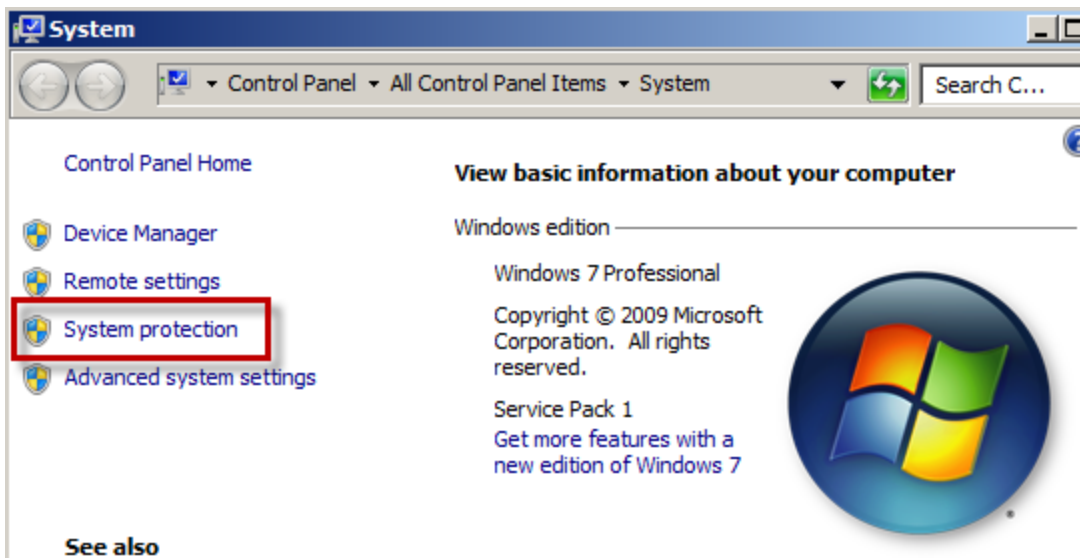 System
Control Panel All Control Panel Items System
Search C...
Control Panel Home
Device Manager
Remote settings
System protection
Advanced system settings
See also
View basic information about your computer
Windows edition
Windows 7 Professional
Copyright © 2009 Microsoft
Corporation. All rights
reserved.
Service Pack 1
Get more features with a
new edition of Windows 7